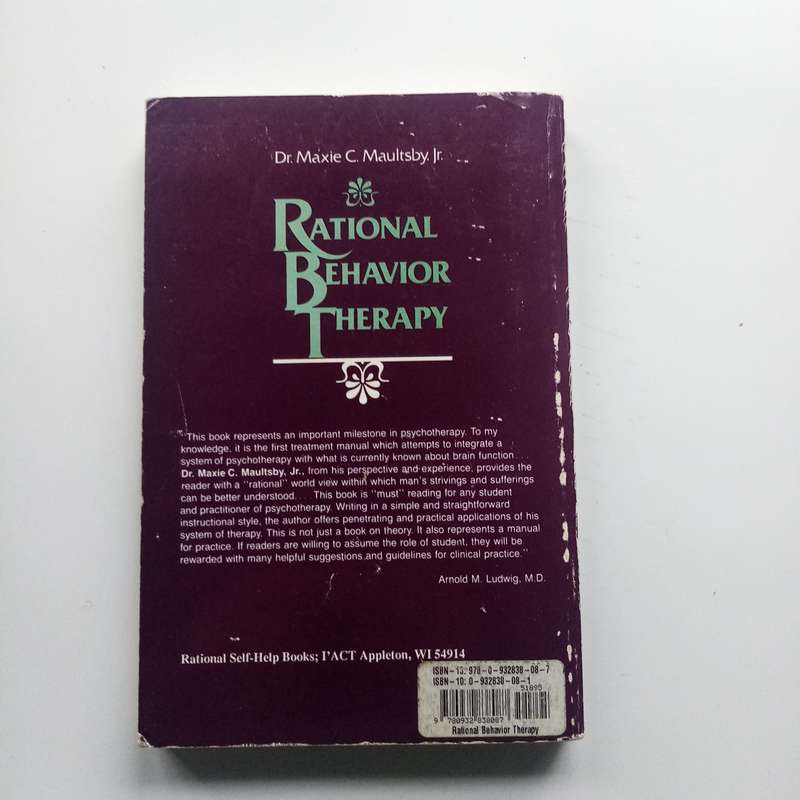 Dr. Maxie C. Maultsby, Jr.
RATIONAL
BEHAVIOR
THERAPY
"This book represents an important milestone in psychotherapy. To my
knowledge, it is the first treatment manual which attempts to integrate a
system of psychotherapy with what is currently known about brain function. . .
Dr. Maxie C. Maultsby, Jr., from his perspective and experience, provides the
reader with a "rational" world view within which man's strivings and sufferings
can be better understood. . . . This book is "must" reading for any student
and practitioner of psychotherapy. Writing in a simple and straightforward
instructional style, the author offers penetrating and practical applications of his
system of therapy. This is not just a book on theory. It also represents a manual
for practice. If readers are willing to assume the role of student, they will be
rewarded with many helpful suggestions and guidelines for clinical practice."
Arnold M. Ludwig, M.D.
Rational Self-Help Books; I'ACT Appleton, WI 54914
ISBN-13: 978-0-932838-08-7
ISBN-10: 0-932838-08-1
51895
9 780932 838087
Rational Behavior Therapy